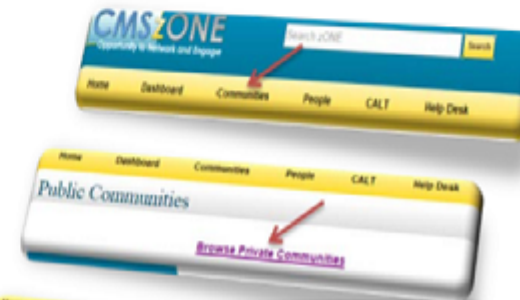 CMSzONE
Opportunity to Network and Engage
Search zONE
Search
Home Dashboard Communities People CALT Help Desk
Home Dashboard Communities People CALT Help Desk
Public Communities
Browse Private Communities